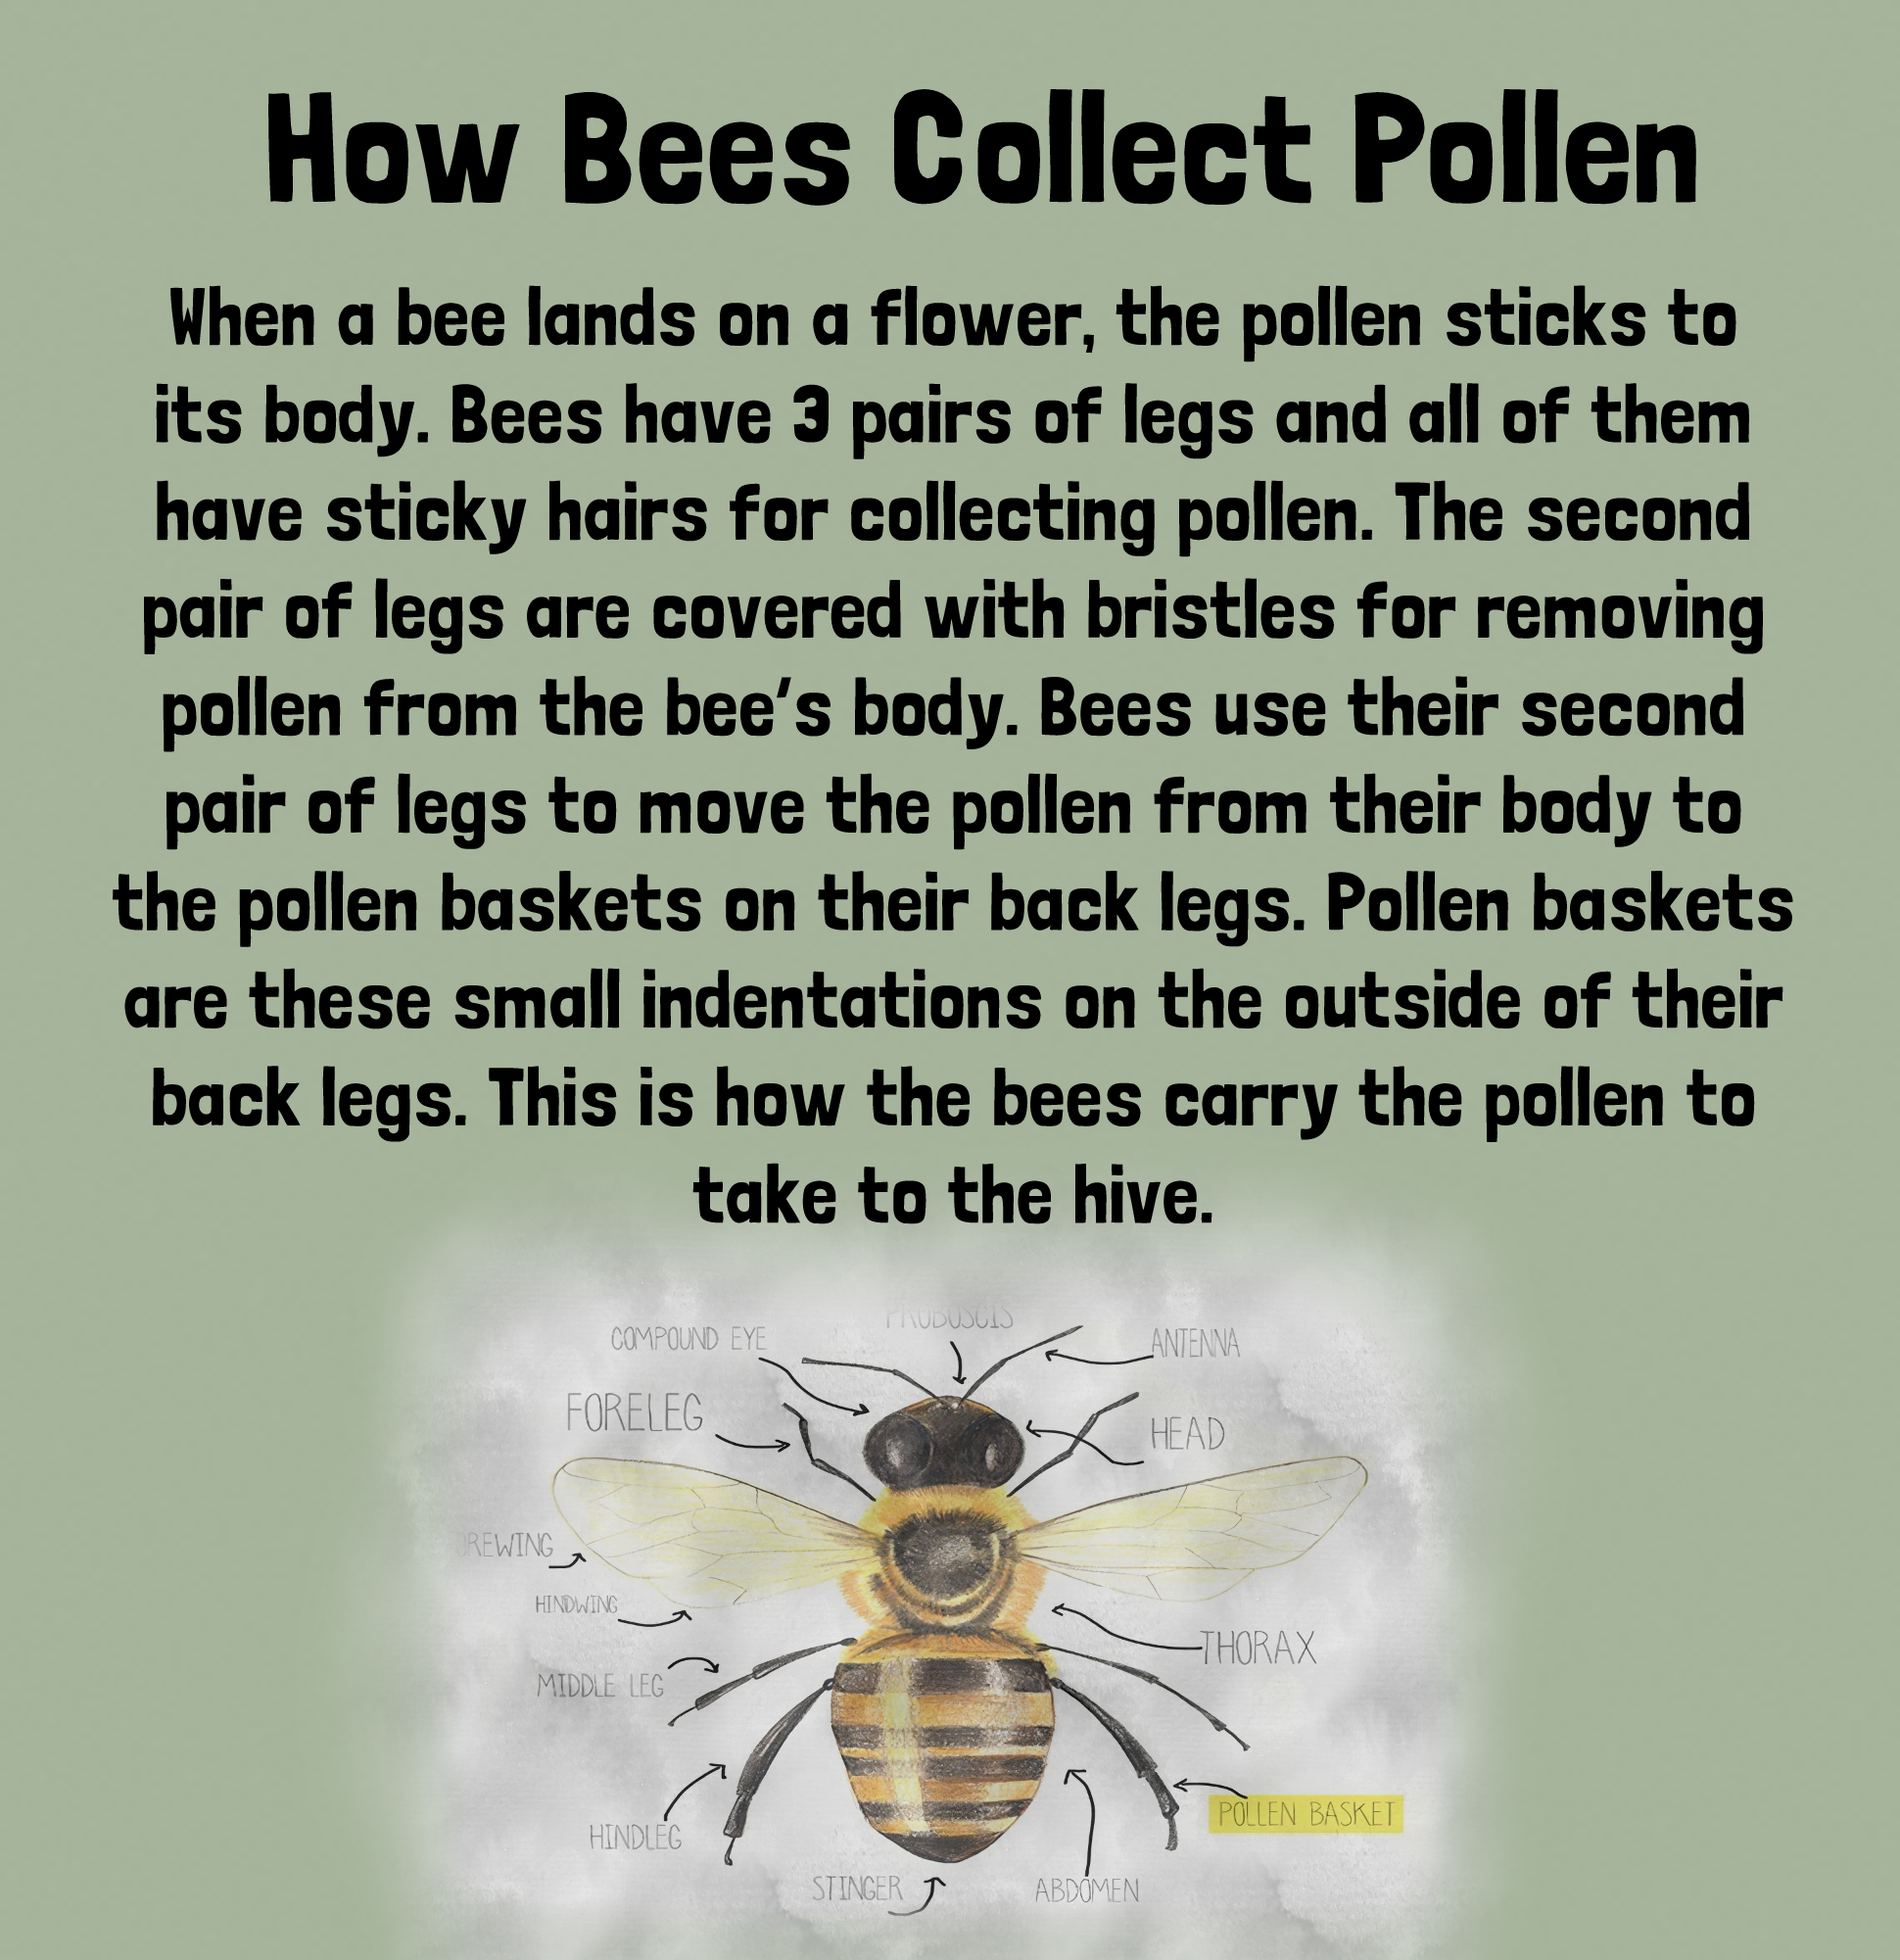 How Bees Collect Pollen
When a bee lands on a flower, the pollen sticks to
its body. Bees have 3 pairs of legs and all of them
have sticky hairs for collecting pollen. The second
pair of legs are covered with bristles for removing
pollen from the bee's body. Bees use their second
pair of legs to move the pollen from their body to
the pollen baskets on their back legs. Pollen baskets
are these small indentations on the outside of their
back legs. This is how the bees carry the pollen to
take to the hive.
PROBOSCIS
COMPOUND EYE
ANTENNA
FORELEG
HEAD
OREWING
HINDWING
THORAX
MIDDLE LEG
POLLEN BASKET
HINDLEG
STINGER
ABDOMEN